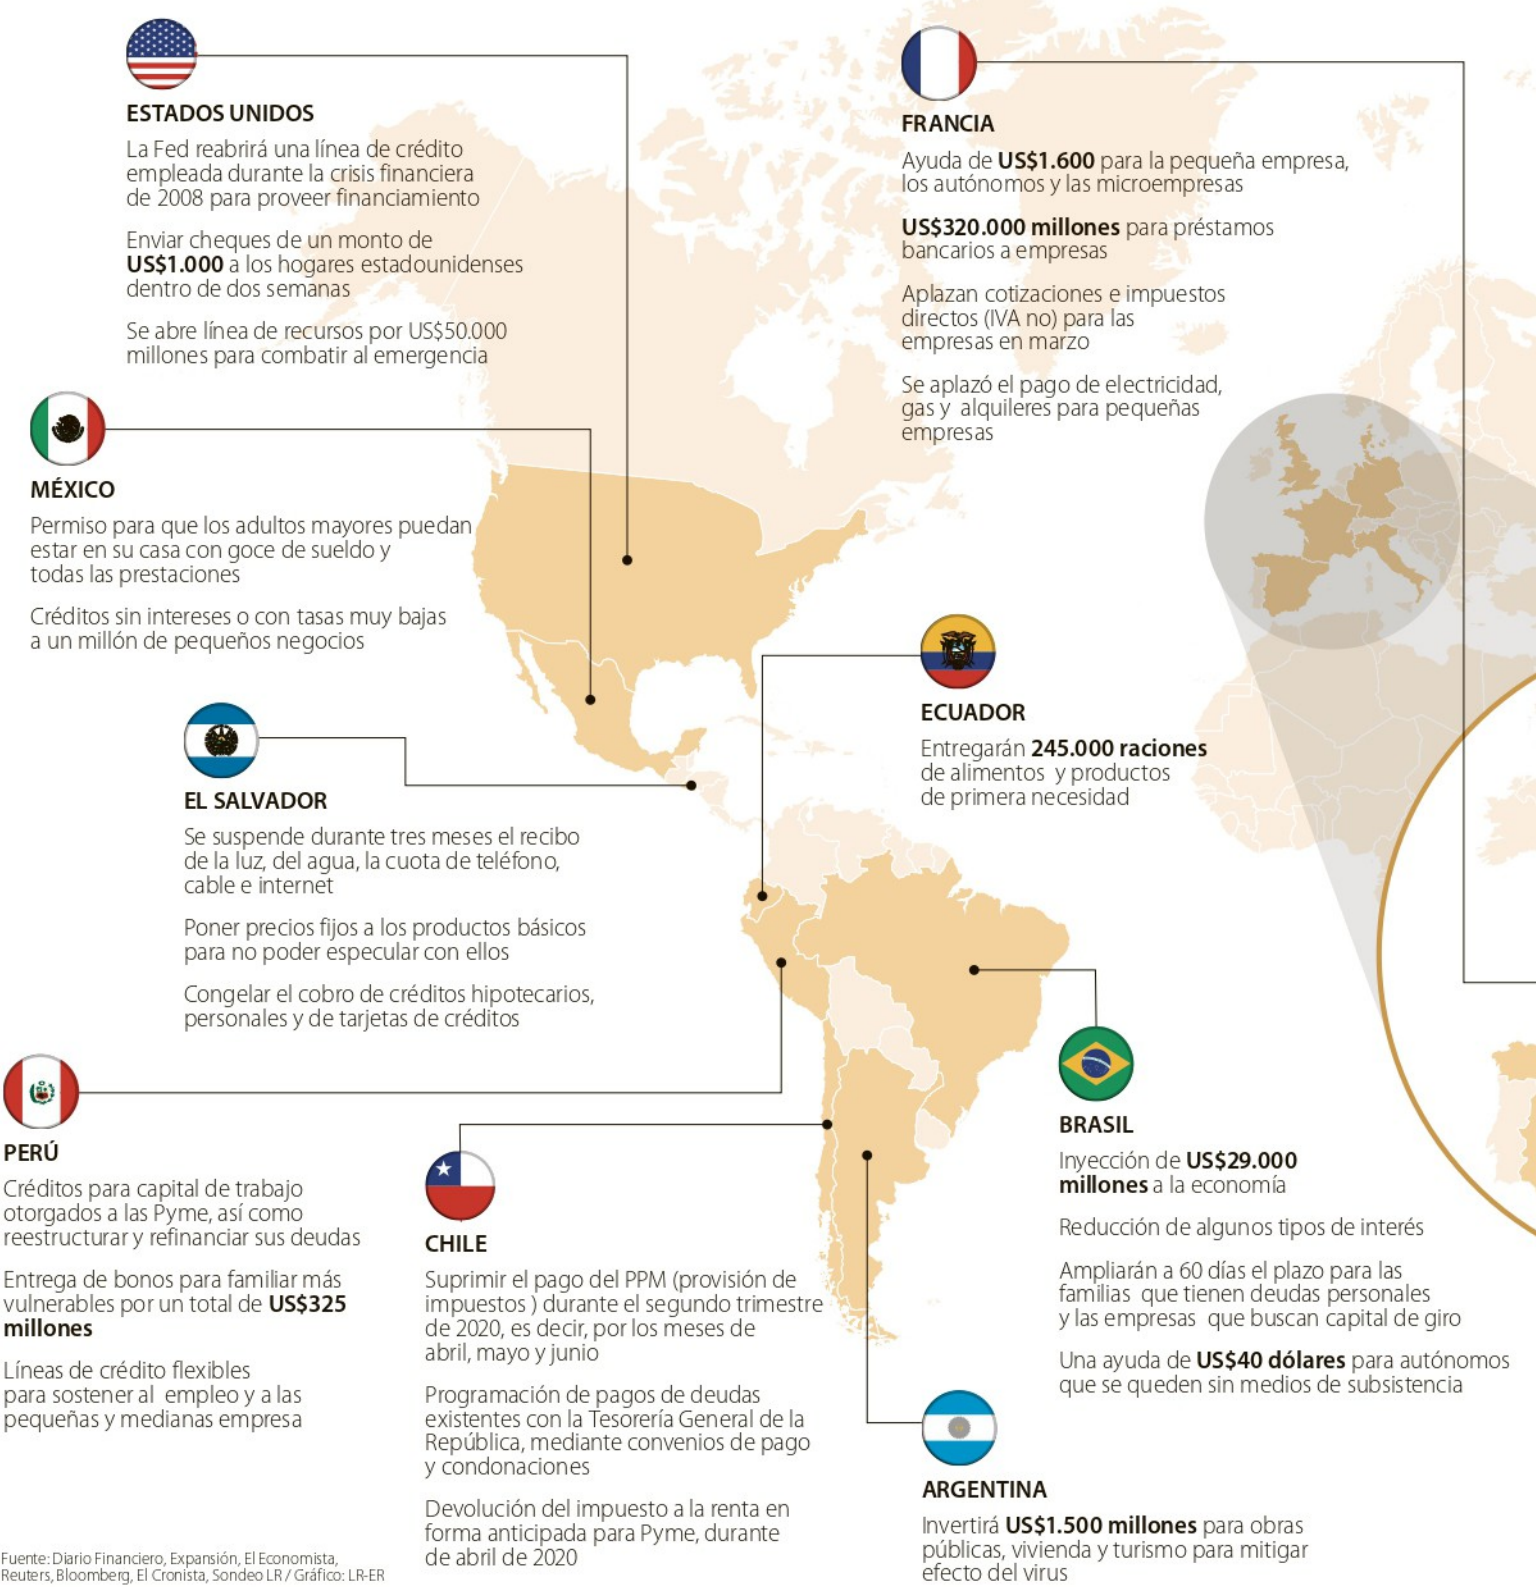 ESTADOS UNIDOS
La Fed reabrirá una línea de crédito
empleada durante la crisis financiera
de 2008 para proveer financiamiento
Enviar cheques de un monto de
US$1.000 a los hogares estadounidenses
dentro de dos semanas
Se abre línea de recursos por US$50.000
millones para combatir al emergencia
FRANCIA
Ayuda de US$1.600 para la pequeña empresa,
los autónomos y las microempresas
US$320.000 millones para préstamos
bancarios a empresas
Aplazan cotizaciones e impuestos
directos (IVA no) para las
empresas en marzo
Se aplazó el pago de electricidad,
gas y alquileres para pequeñas
empresas
MÉXICO
Permiso para que los adultos mayores puedan
estar en su casa con goce de sueldo y
todas las prestaciones
Créditos sin intereses o con tasas muy bajas
a un millón de pequeños negocios
ECUADOR
Entregarán 245.000 raciones
de alimentos y productos
de primera necesidad
EL SALVADOR
Se suspende durante tres meses el recibo
de la luz, del agua, la cuota de teléfono,
cable e internet
Poner precios fijos a los productos básicos
para no poder especular con ellos
Congelar el cobro de créditos hipotecarios,
personales y de tarjetas de créditos
PERÚ
Créditos para capital de trabajo
otorgados a las Pyme, así como
reestructurar y refinanciar sus deudas
Entrega de bonos para familiar más
vulnerables por un total de US$325
millones
Líneas de crédito flexibles
para sostener al empleo y a las
pequeñas y medianas empresa
CHILE
Suprimir el pago del PPM (provisión de
impuestos ) durante el segundo trimestre
de 2020, es decir, por los meses de
abril, mayo y junio
Programación de pagos de deudas
existentes con la Tesorería General de la
República, mediante convenios de pago
y condonaciones
Devolución del impuesto a la renta en
forma anticipada para Pyme, durante
de abril de 2020
BRASIL
Inyección de US$29.000
millones a la economía
Reducción de algunos tipos de interés
Ampliarán a 60 días el plazo para las
familias que tienen deudas personales
y las empresas que buscan capital de giro
Una ayuda de US$40 dólares para autónomos
que se queden sin medios de subsistencia
ARGENTINA
Invertirá US$1.500 millones para obras
públicas, vivienda y turismo para mitigar
efecto del virus
Fuente: Diario Financiero, Expansión, El Economista,
Reuters, Bloomberg, El Cronista, Sondeo LR / Gráfico: LR-ER